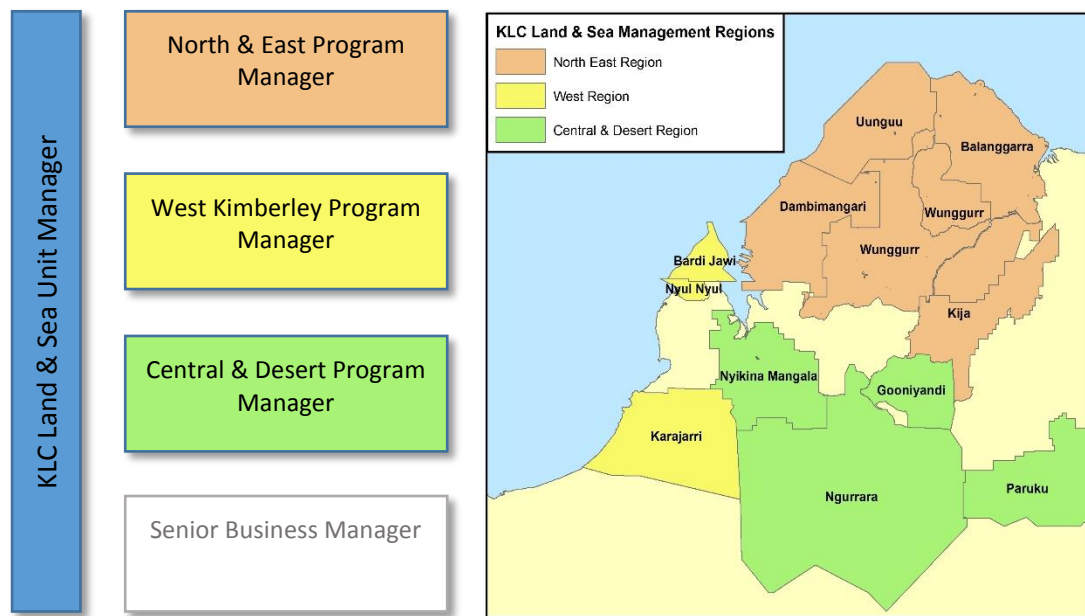 KLC Land & Sea Unit Manager
North & East Program
Manager
West Kimberley Program
Manager
Central & Desert Program
Manager
Senior Business Manager
KLC Land & Sea Management Regions
North East Region
West Region
Central & Desert Region
Uunguu
Balanggarra
Dambimangari
Wunggurr
Wunggurr
Bardi Jawi
Nyul Nyul
Kija
Nyikina Mangala
Gooniyandi
Karajarri
Ngurrara
Paruku